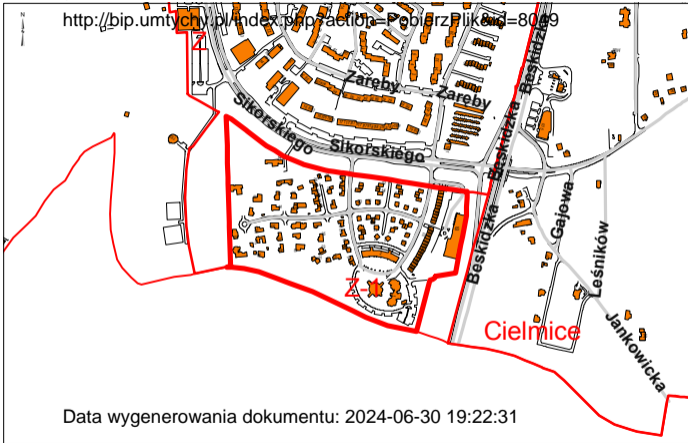 http://bip.umtychy.pl/index.php?action=PobierzPlik&id=8049
Z
Zaręby
Zaręby
Sikorskiego
Sikorskiego
Beskidzka
Beskidzka
Beskidzka
Gajowa
Leśników
Z-1
Cielmice
Jankowicka
Data wygenerowania dokumentu: 2024-06-30 19:22:31